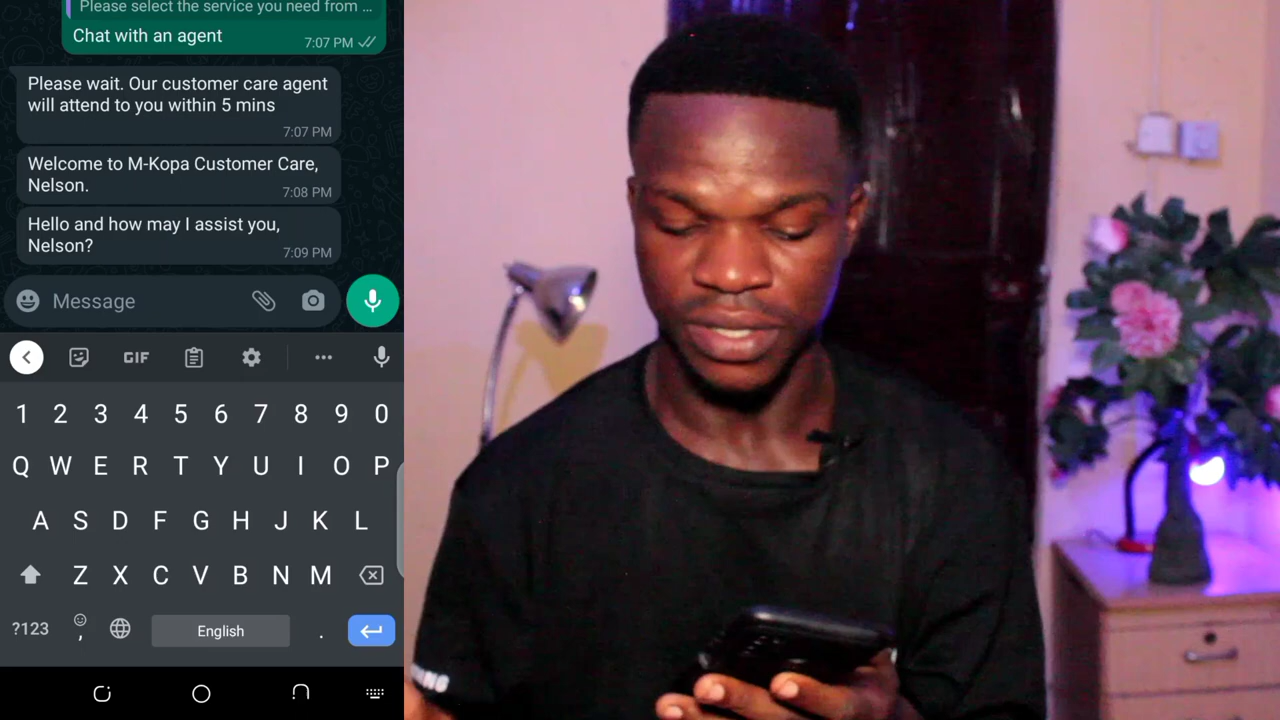 Please select the service you need from ...
Chat with an agent
7:07 PM
Please wait. Our customer care agent
will attend to you within 5 mins
7:07 PM
Welcome to M-Kopa Customer Care,
Nelson.
7:08 PM
Hello and how may I assist you,
Nelson?
7:09 PM
Message
GIF
1 2 3 4 5 6 7 8 9 0
Q W E R T Y U I O P
A S D F G H J K L
Z X C V B N M
?123 , English .